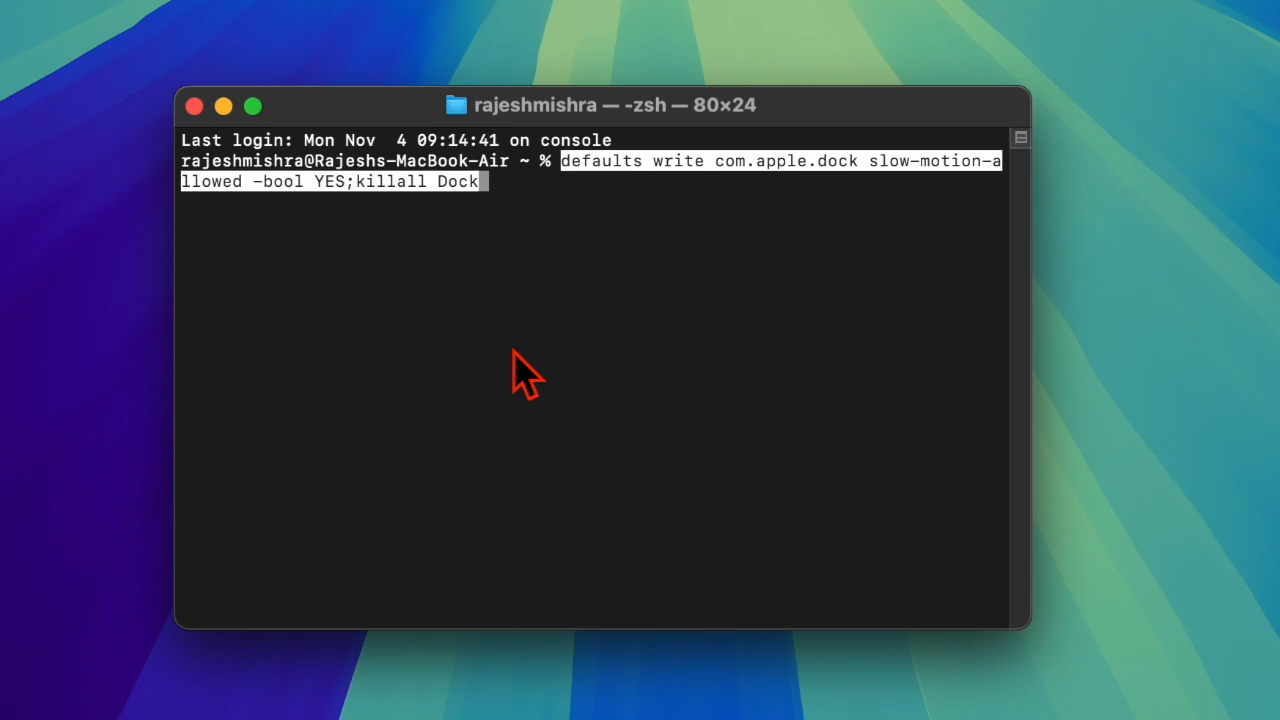 rajeshmishra — -zsh — 80×24
Last login: Mon Nov  4 09:14:41 on console
rajeshmishra@Rajeshs-MacBook-Air ~ % defaults write com.apple.dock slow-motion-a
llowed -bool YES;killall Dock